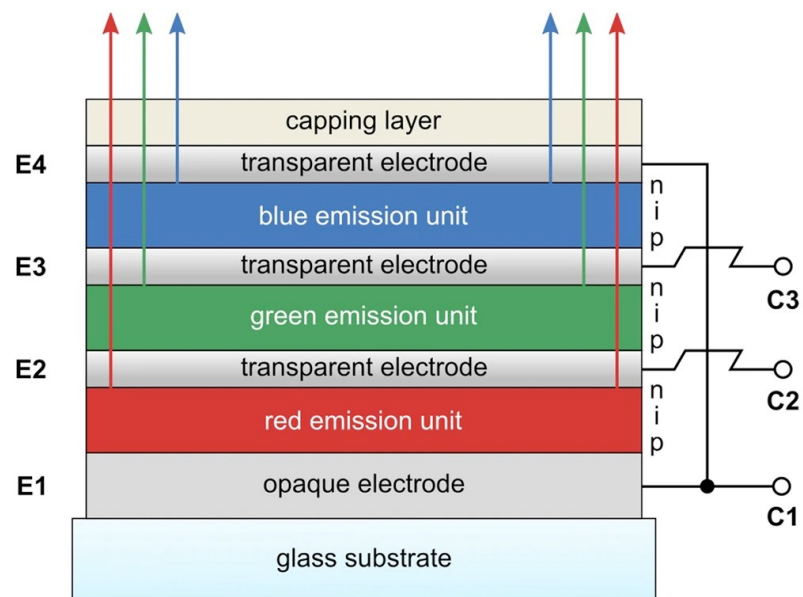 capping layer
E4
transparent electrode
n
i
p
blue emission unit
E3
transparent electrode
C3
n
i
p
green emission unit
E2
transparent electrode
C2
n
i
p
red emission unit
E1
opaque electrode
C1
glass substrate